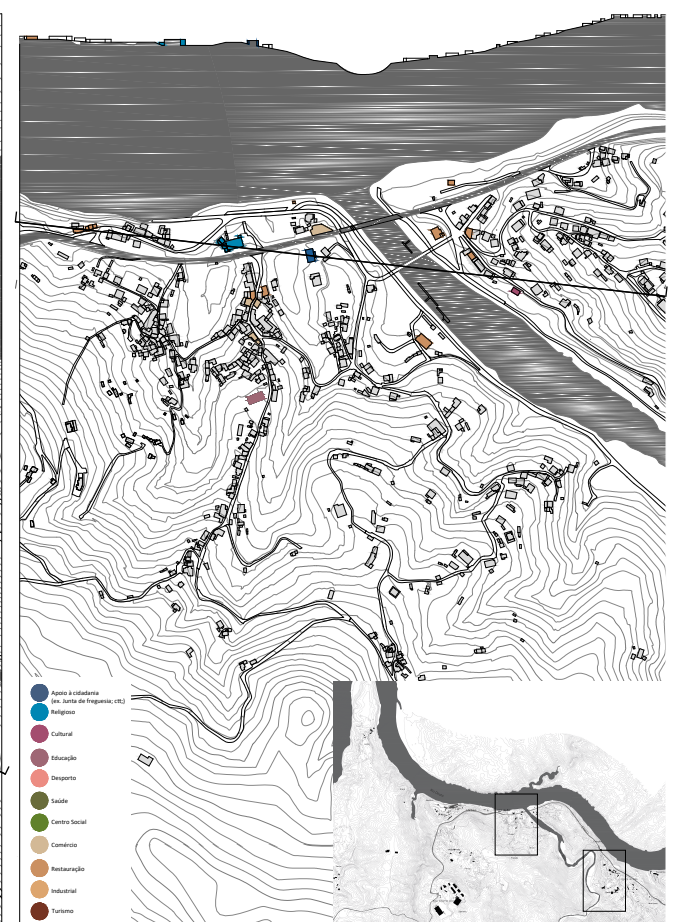 Apoio à cidadania
(ex. Junta de freguesia; ctt;)
Religioso
Cultural
Educação
Desporto
Saúde
Centro Social
Comércio
Restauração
Industrial
Turismo